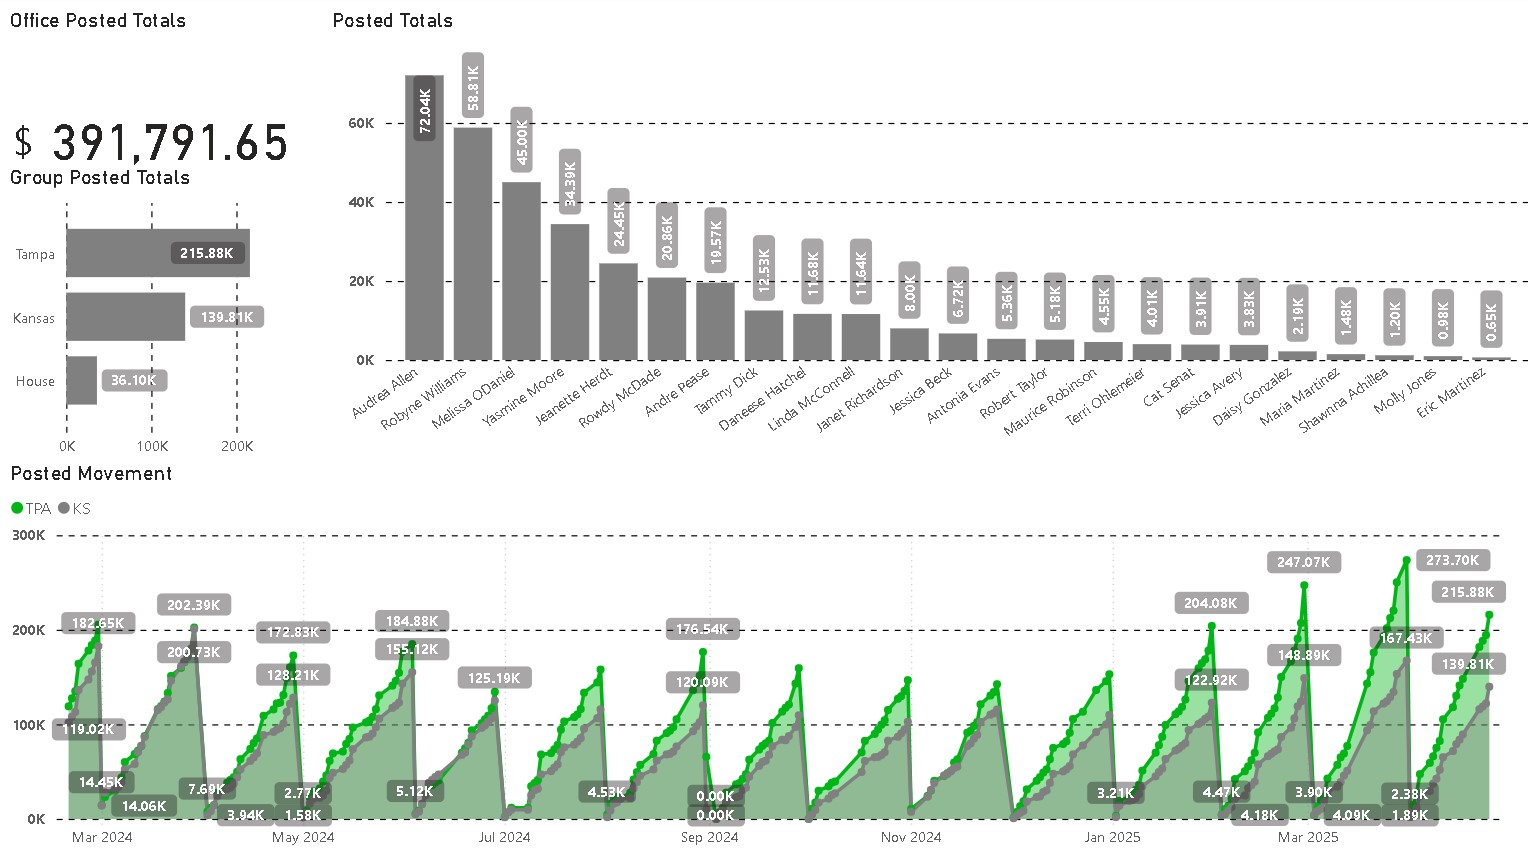 Office Posted Totals
$ 391,791.65
Group Posted Totals
Tampa
215.88K
Kansas
139.81K
House
36.10K
0K
100K
200K
Posted Totals
60K
40K
20K
0K
72.04K
58.81K
45.00K
34.39K
24.45K
20.86K
19.57K
12.53K
11.68K
11.64K
8.00K
6.72K
5.36K
5.18K
4.55K
4.01K
3.91K
3.83K
2.19K
1.48K
1.20K
0.98K
0.65K
Audrea Allen
Robyne Williams
Melissa ODaniel
Yasmine Moore
Jeanette Herdt
Rowdy McDade
Andre Pease
Tammy Dick
Daneese Hatchel
Linda McConnell
Janet Richardson
Jessica Beck
Antonia Evans
Robert Taylor
Maurice Robinson
Terri Ohlemeier
Cat Senat
Jessica Avery
Daisy Gonzalez
Maria Martinez
Shawnna Achillea
Molly Jones
Eric Martinez
Posted Movement
TPA
KS
300K
200K
100K
0K
182.65K
119.02K
14.45K
14.06K
202.39K
200.73K
7.69K
3.94K
172.83K
128.21K
2.77K
1.58K
184.88K
155.12K
5.12K
125.19K
4.53K
176.54K
120.09K
0.00K
0.00K
3.21K
204.08K
122.92K
4.47K
4.18K
247.07K
148.89K
3.90K
4.09K
273.70K
167.43K
2.38K
1.89K
215.88K
139.81K
Mar 2024
May 2024
Jul 2024
Sep 2024
Nov 2024
Jan 2025
Mar 2025